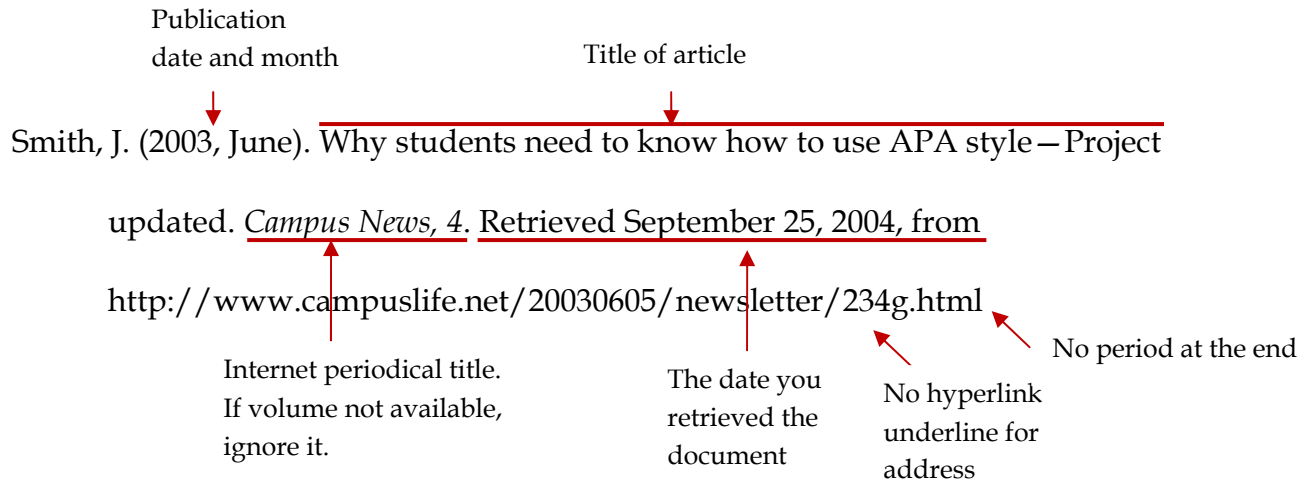 Publication
date and month
Title of article
Smith, J. (2003, June). Why students need to know how to use APA style—Project
updated. Campus News, 4. Retrieved September 25, 2004, from
http://www.campuslife.net/20030605/newsletter/234g.html
No period at the end
Internet periodical title.
If volume not available,
ignore it.
The date you
retrieved the
document
No hyperlink
underline for
address